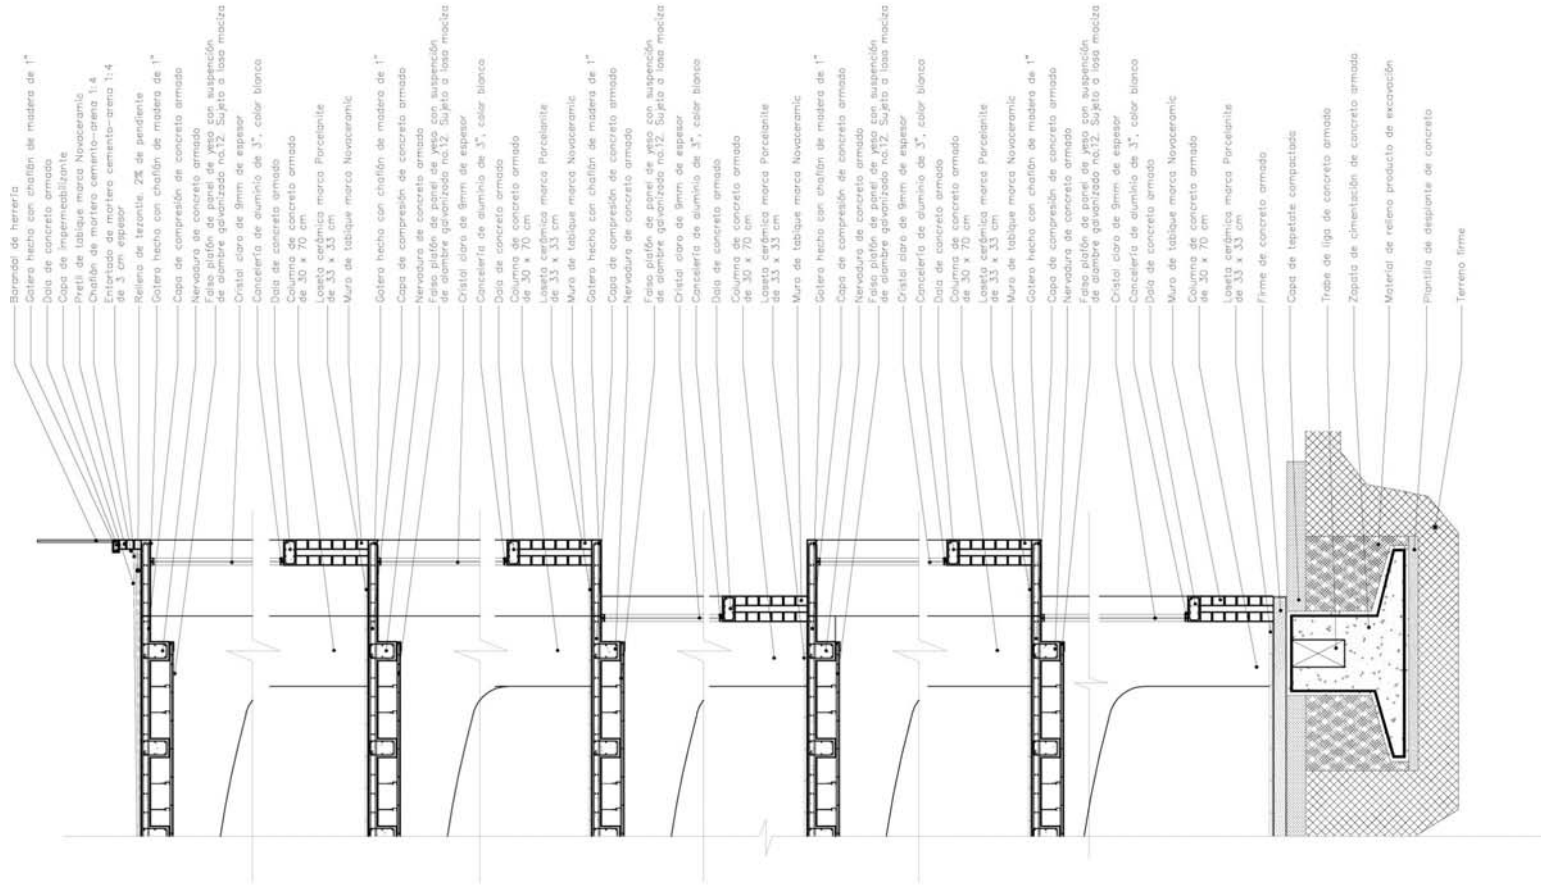 Barandal de herrería
Gotero hecho con chaflán de madera de 1"
Dala de concreto armado
Capa de impermeabilizante
Pretil de tabique marca Novaceramic
Chaflán de mortero cemento-arena 1:4
Entortado de mortero cemento-arena 1:4
de 3 cm espesor
Relleno de tezontle. 2% de pendiente
Gotero hecho con chaflán de madera de 1"
Capa de compresión de concreto armado
Nervadura de concreto armado
Falso plafón de panel de yeso con suspención
de alambre galvanizado no.12. Sujeto a losa maciza
Cristal claro de 9mm de espesor
Cancelería de aluminio de 3", color blanco
Dala de concreto armado
Columna de concreto armado
de 30 x 70 cm
Loseta cerámica marca Porcelanite
de 33 x 33 cm
Muro de tabique marca Novaceramic
Gotero hecho con chaflán de madera de 1"
Capa de compresión de concreto armado
Nervadura de concreto armado
Falso plafón de panel de yeso con suspención
de alambre galvanizado no.12. Sujeto a losa maciza
Cristal claro de 9mm de espesor
Cancelería de aluminio de 3", color blanco
Dala de concreto armado
Columna de concreto armado
de 30 x 70 cm
Loseta cerámica marca Porcelanite
de 33 x 33 cm
Muro de tabique marca Novaceramic
Gotero hecho con chaflán de madera de 1"
Capa de compresión de concreto armado
Nervadura de concreto armado
Falso plafón de panel de yeso con suspención
de alambre galvanizado no.12. Sujeto a losa maciza
Cristal claro de 9mm de espesor
Cancelería de aluminio de 3", color blanco
Dala de concreto armado
Columna de concreto armado
de 30 x 70 cm
Loseta cerámica marca Porcelanite
de 33 x 33 cm
Muro de tabique marca Novaceramic
Gotero hecho con chaflán de madera de 1"
Capa de compresión de concreto armado
Nervadura de concreto armado
Falso plafón de panel de yeso con suspención
de alambre galvanizado no.12. Sujeto a losa maciza
Cristal claro de 9mm de espesor
Cancelería de aluminio de 3", color blanco
Dala de concreto armado
Columna de concreto armado
de 30 x 70 cm
Loseta cerámica marca Porcelanite
de 33 x 33 cm
Muro de tabique marca Novaceramic
Gotero hecho con chaflán de madera de 1"
Capa de compresión de concreto armado
Nervadura de concreto armado
Falso plafón de panel de yeso con suspención
de alambre galvanizado no.12. Sujeto a losa maciza
Cristal claro de 9mm de espesor
Cancelería de aluminio de 3", color blanco
Dala de concreto armado
Muro de tabique marca Novaceramic
Columna de concreto armado
de 30 x 70 cm
Loseta cerámica marca Porcelanite
de 33 x 33 cm
Firme de concreto armado
Capa de tepetate compactada
Trabe de liga de concreto armado
Zapata de cimentación de concreto armado
Material de relleno producto de excavación
Plantilla de desplante de concreto
Terreno firme